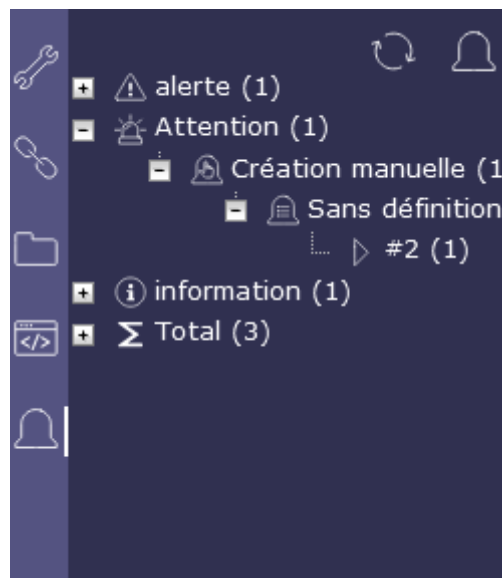 alerte (1)
Attention (1)
Création manuelle (1
Sans définition
#2 (1)
information (1)
Σ Total (3)